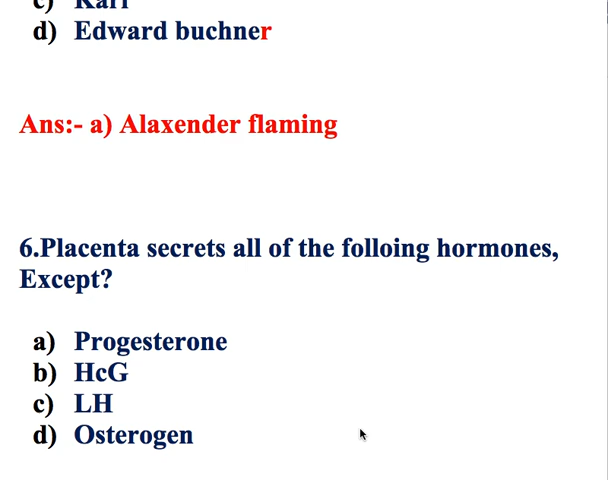 d) Edward buchner
Ans:- a) Alaxender flaming
6.Placenta secrets all of the folloing hormones,
Except?
a) Progesterone
b) HcG
c) LH
d) Osterogen